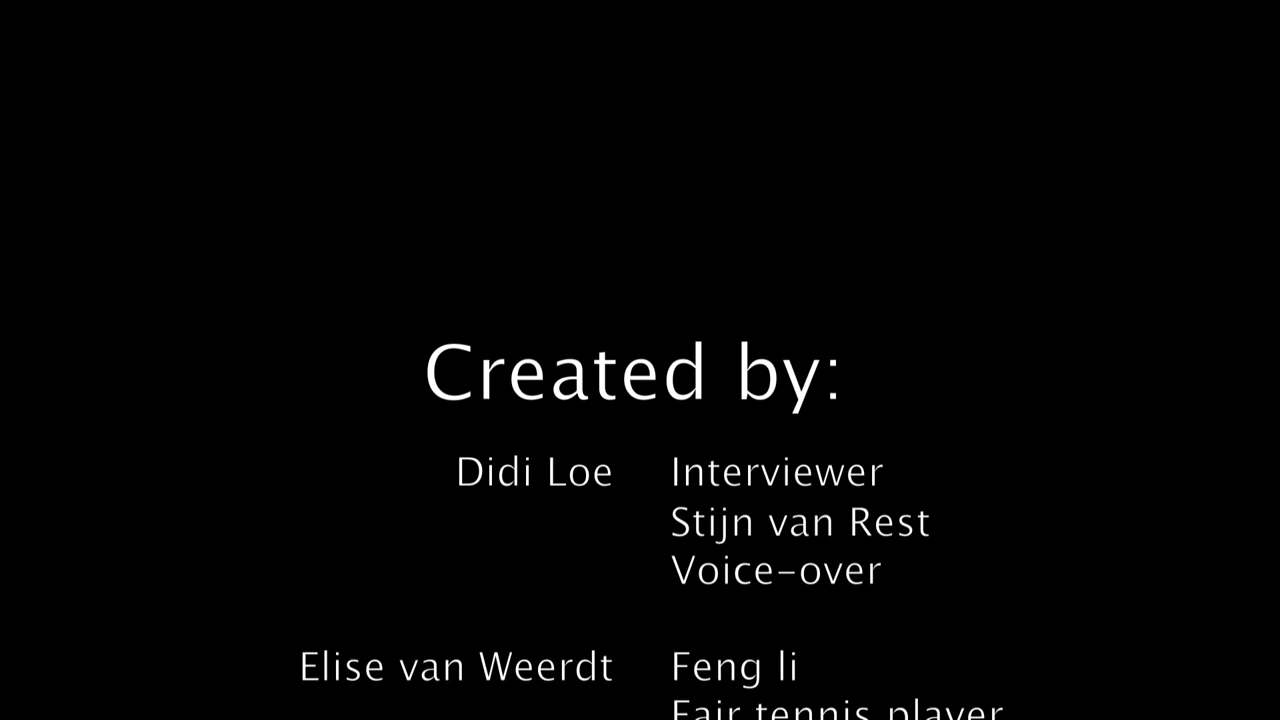 Created by:
Didi Loe Interviewer
Stijn van Rest
Voice-over
Elise van Weerdt Feng li
Fair tennis player